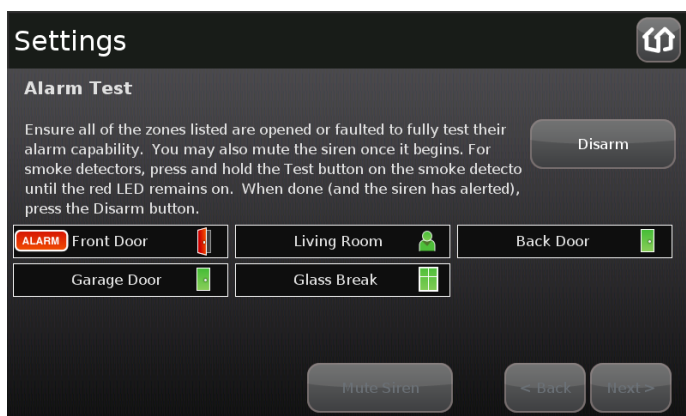 Settings
Alarm Test
Ensure all of the zones listed are opened or faulted to fully test their
alarm capability.  You may also mute the siren once it begins. For
smoke detectors, press and hold the Test button on the smoke detecto
until the red LED remains on.  When done (and the siren has alerted),
press the Disarm button.
Disarm
ALARM Front Door
Living Room
Back Door
Garage Door
Glass Break
Mute Siren
< Back
Next >